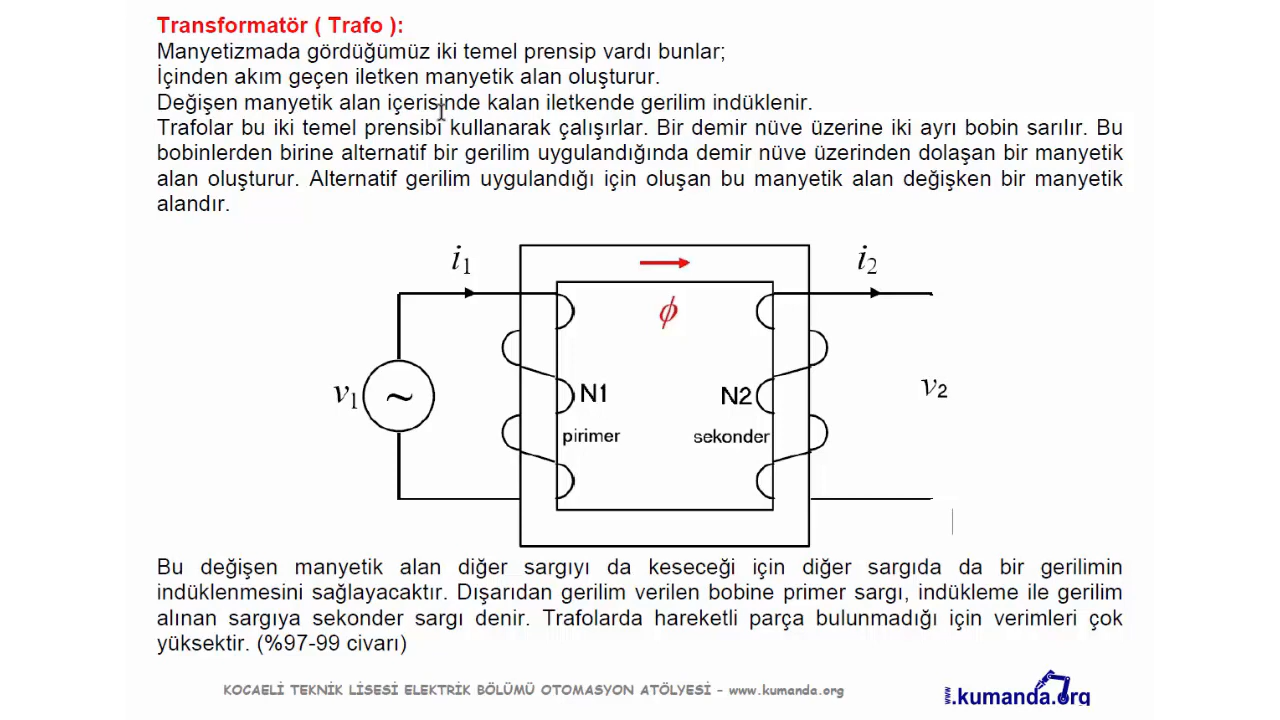 Transformatör ( Trafo ):
Manyetizmada gördüğümüz iki temel prensip vardı bunlar;
İçinden akım geçen iletken manyetik alan oluşturur.
Değişen manyetik alan içerisinde kalan iletkende gerilim indüklenir.
Trafolar bu iki temel prensibi kullanarak çalışırlar. Bir demir nüve üzerine iki ayrı bobin sarılır. Bu
bobinlerden birine alternatif bir gerilim uygulandığında demir nüve üzerinden dolaşan bir manyetik
alan oluşturur. Alternatif gerilim uygulandığı için oluşan bu manyetik alan değişken bir manyetik
alandır.
i1
i2
ϕ
v1
~
N1
N2
v2
pirimer
sekonder
Bu değişen manyetik alan diğer sargıyı da keseceği için diğer sargıda da bir gerilimin
indüklenmesini sağlayacaktır. Dışarıdan gerilim verilen bobine primer sargı, indükleme ile gerilim
alınan sargıya sekonder sargı denir. Trafolarda hareketli parça bulunmadığı için verimleri çok
yüksektir. (%97-99 civarı)
KOCAELİ TEKNİK LİSESİ ELEKTRİK BÖLÜMÜ OTOMASYON ATÖLYESİ - www.kumanda.org
www.kumanda.org